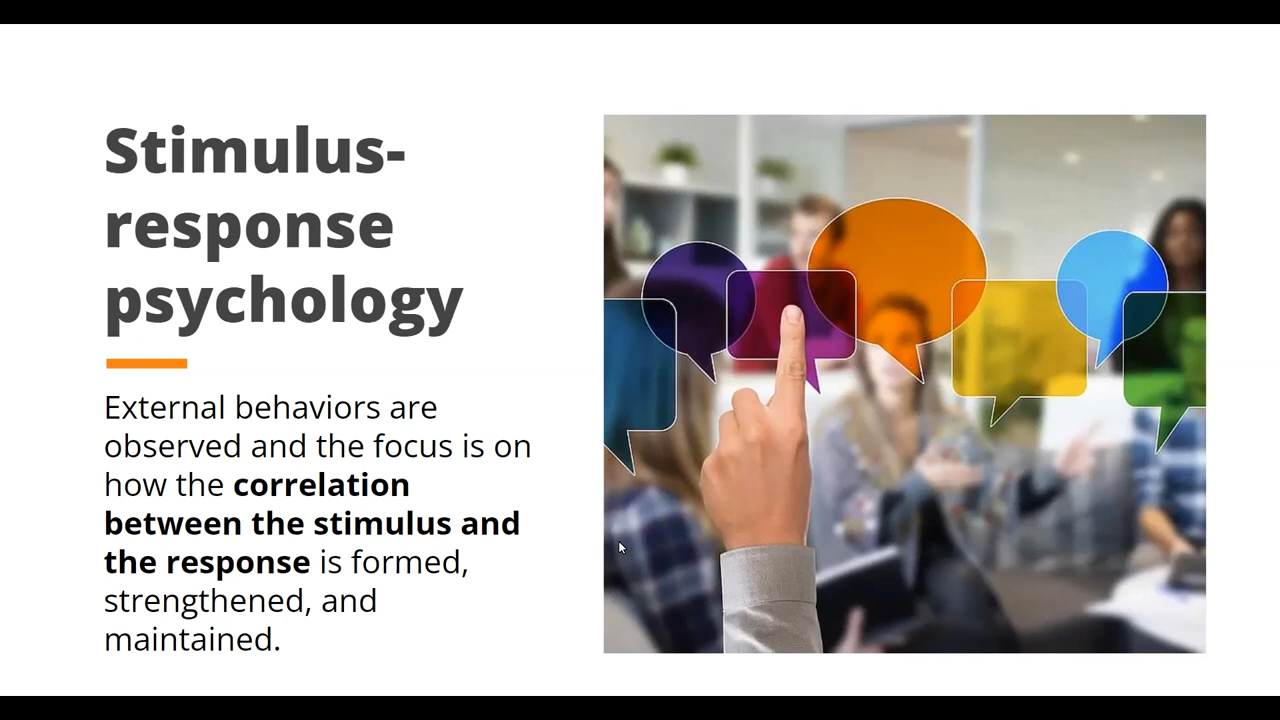 Stimulus-
response
psychology
External behaviors are
observed and the focus is on
how the correlation
between the stimulus and
the response is formed,
strengthened, and
maintained.